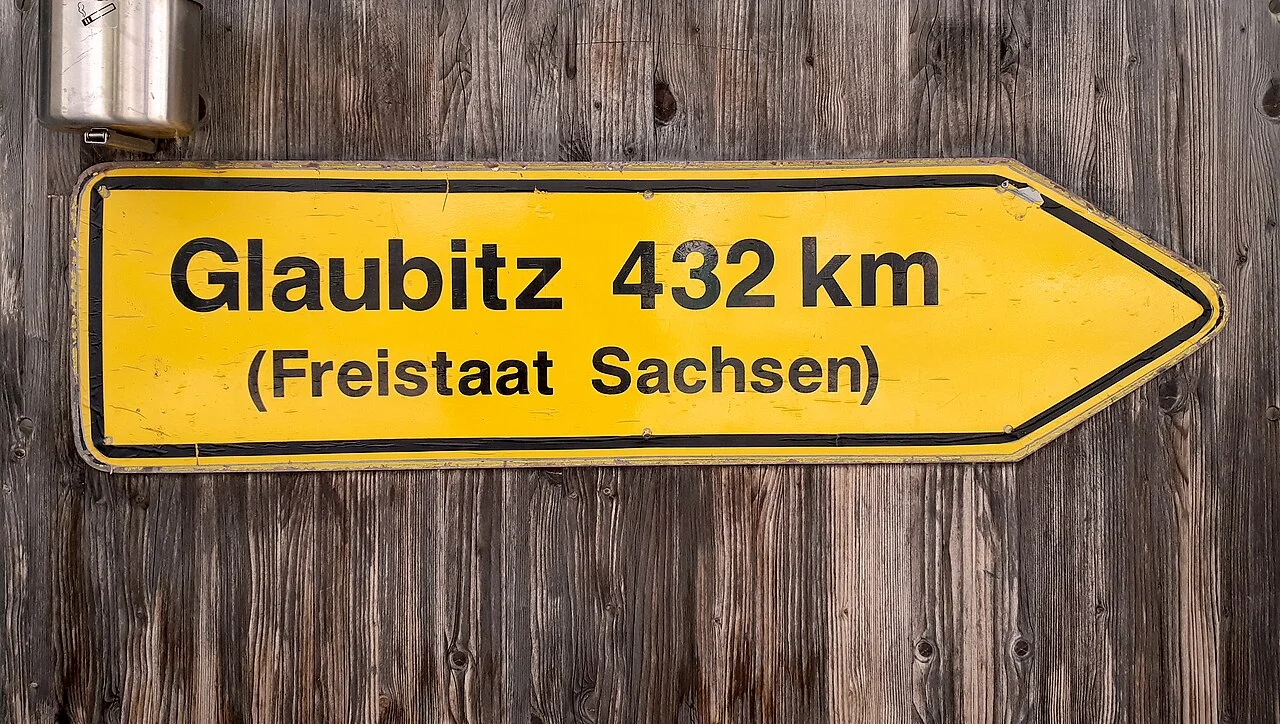 Glaubitz 432 km
(Freistaat Sachsen)